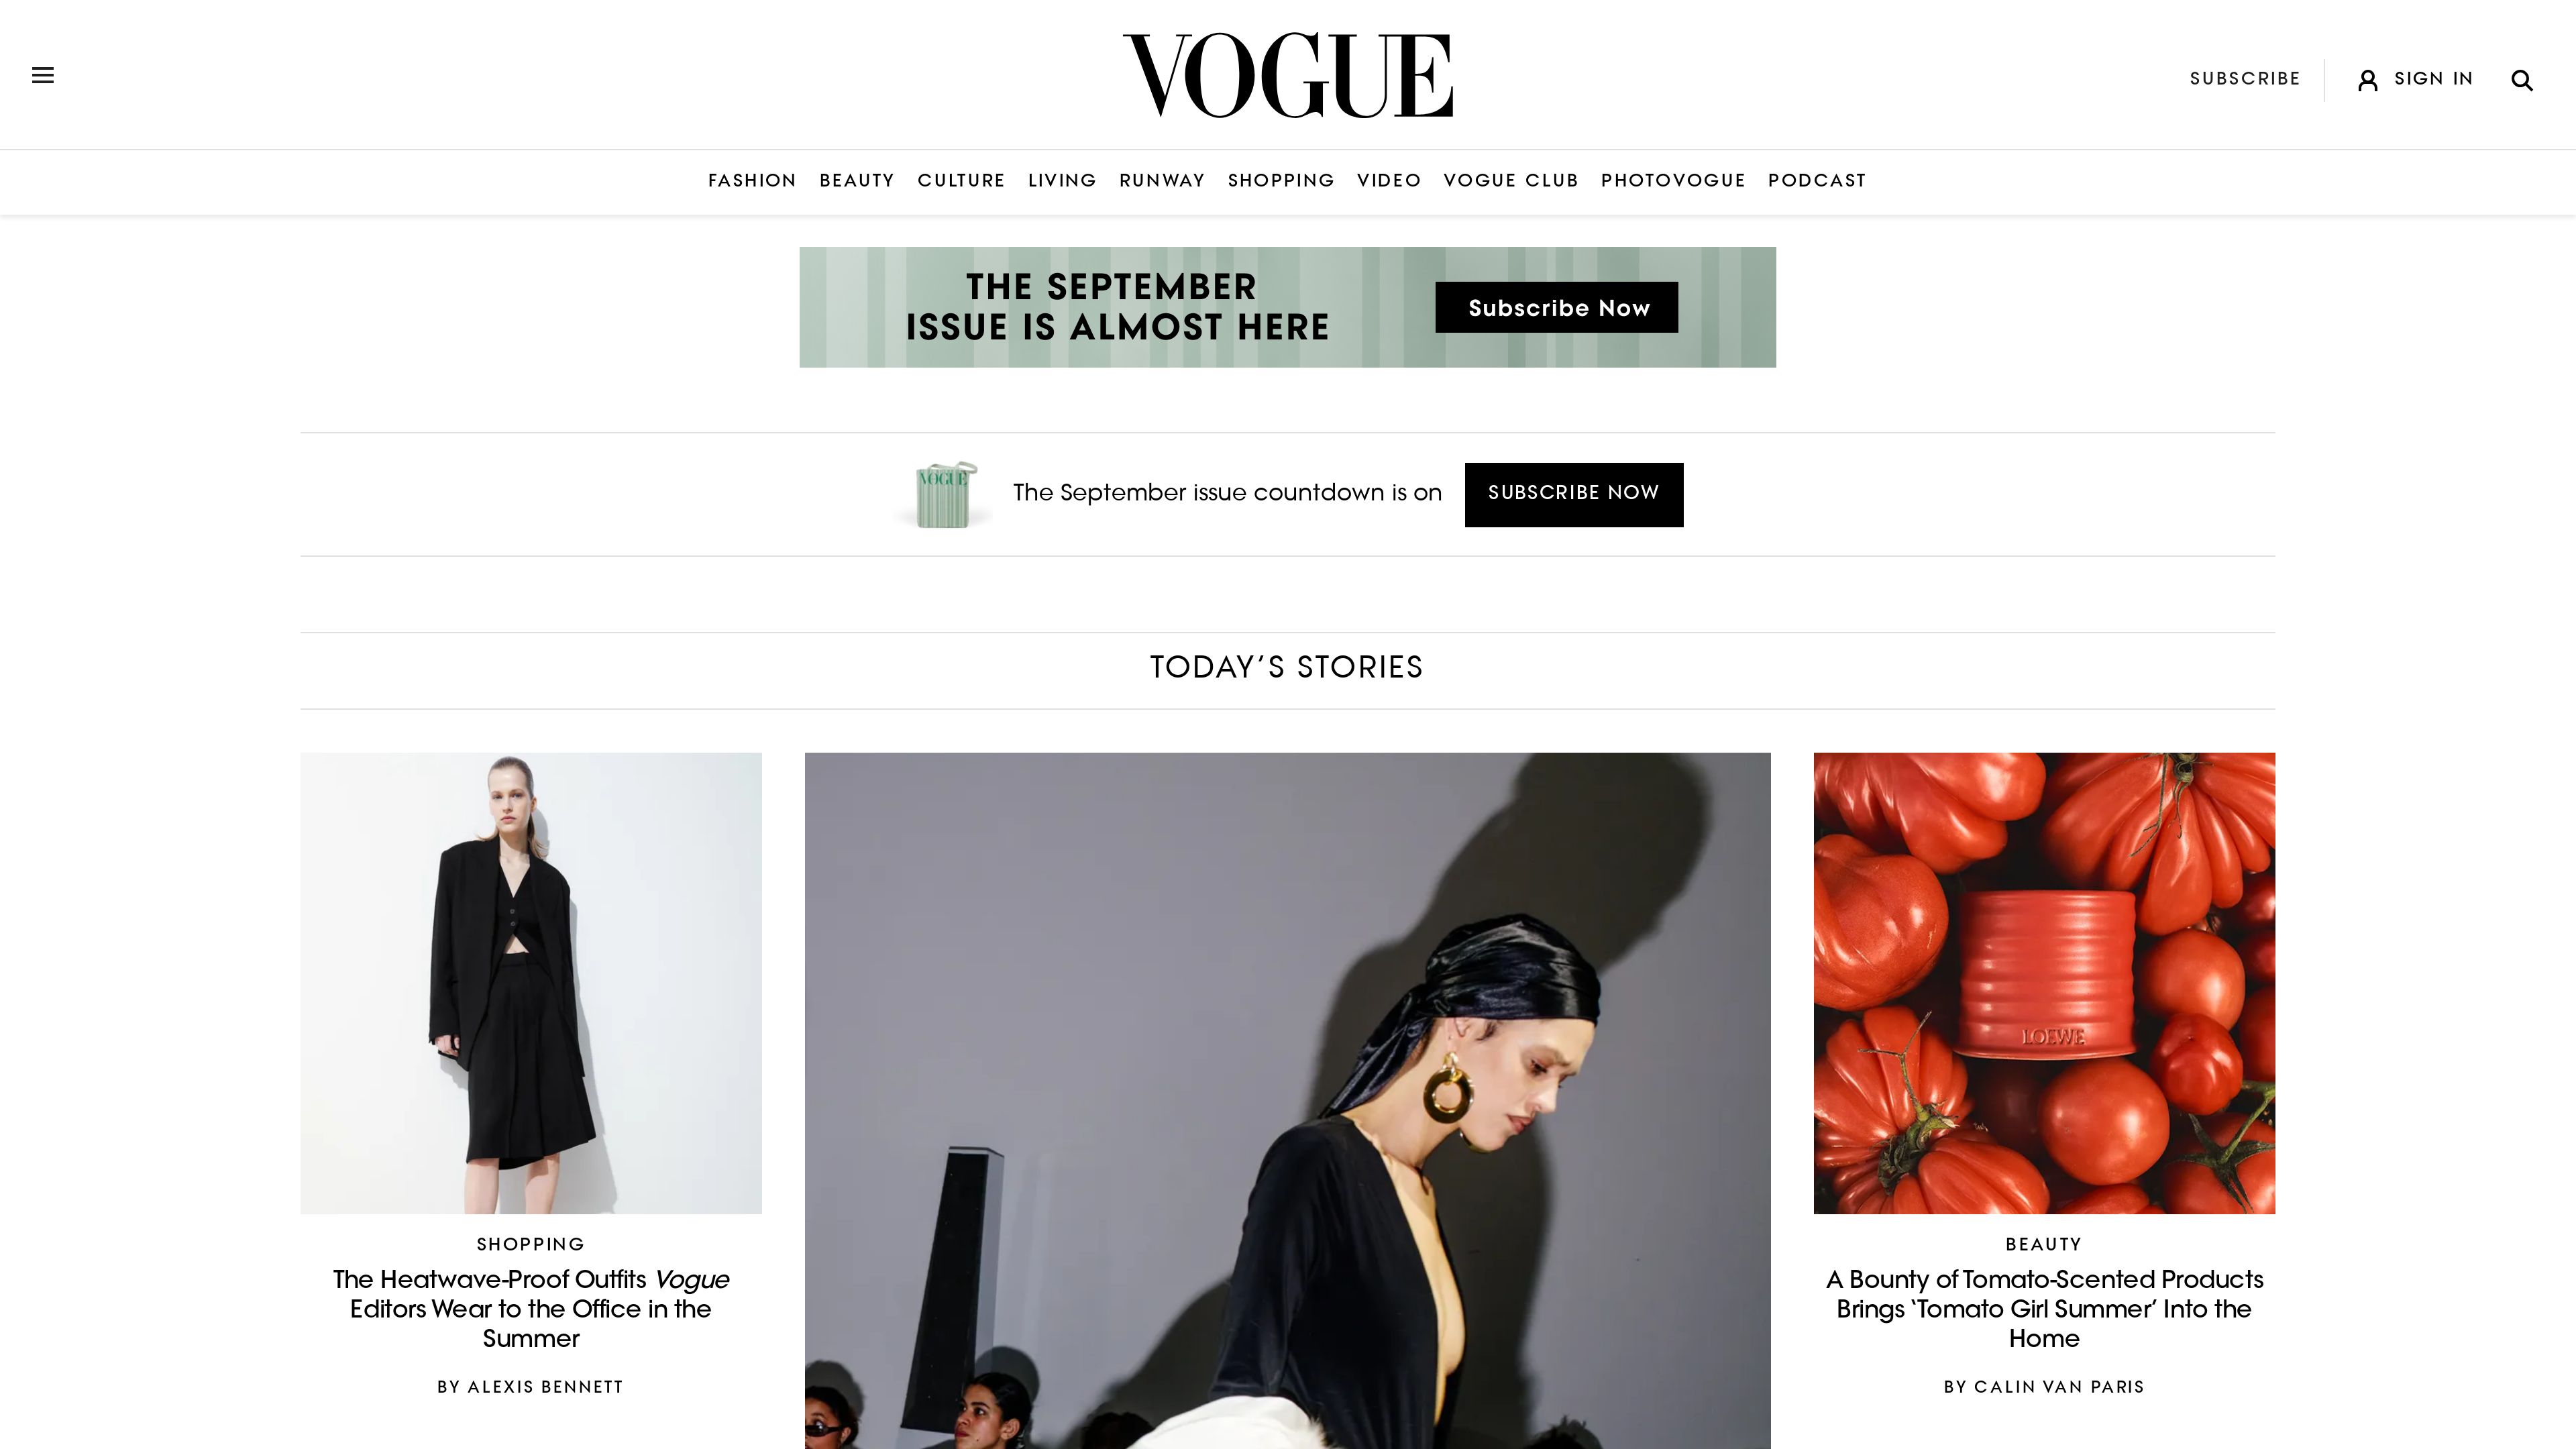 VOGUE
SUBSCRIBE
SIGN IN
FASHION BEAUTY CULTURE LIVING RUNWAY SHOPPING VIDEO VOGUE CLUB PHOTOVOGUE PODCAST
THE SEPTEMBER
ISSUE IS ALMOST HERE
Subscribe Now
VOGUE
The September issue countdown is on
SUBSCRIBE NOW
TODAY’S STORIES
SHOPPING
The Heatwave-Proof Outfits Vogue
Editors Wear to the Office in the
Summer
BY ALEXIS BENNETT
LOEWE
BEAUTY
A Bounty of Tomato-Scented Products
Brings ‘Tomato Girl Summer’ Into the
Home
BY CALIN VAN PARIS